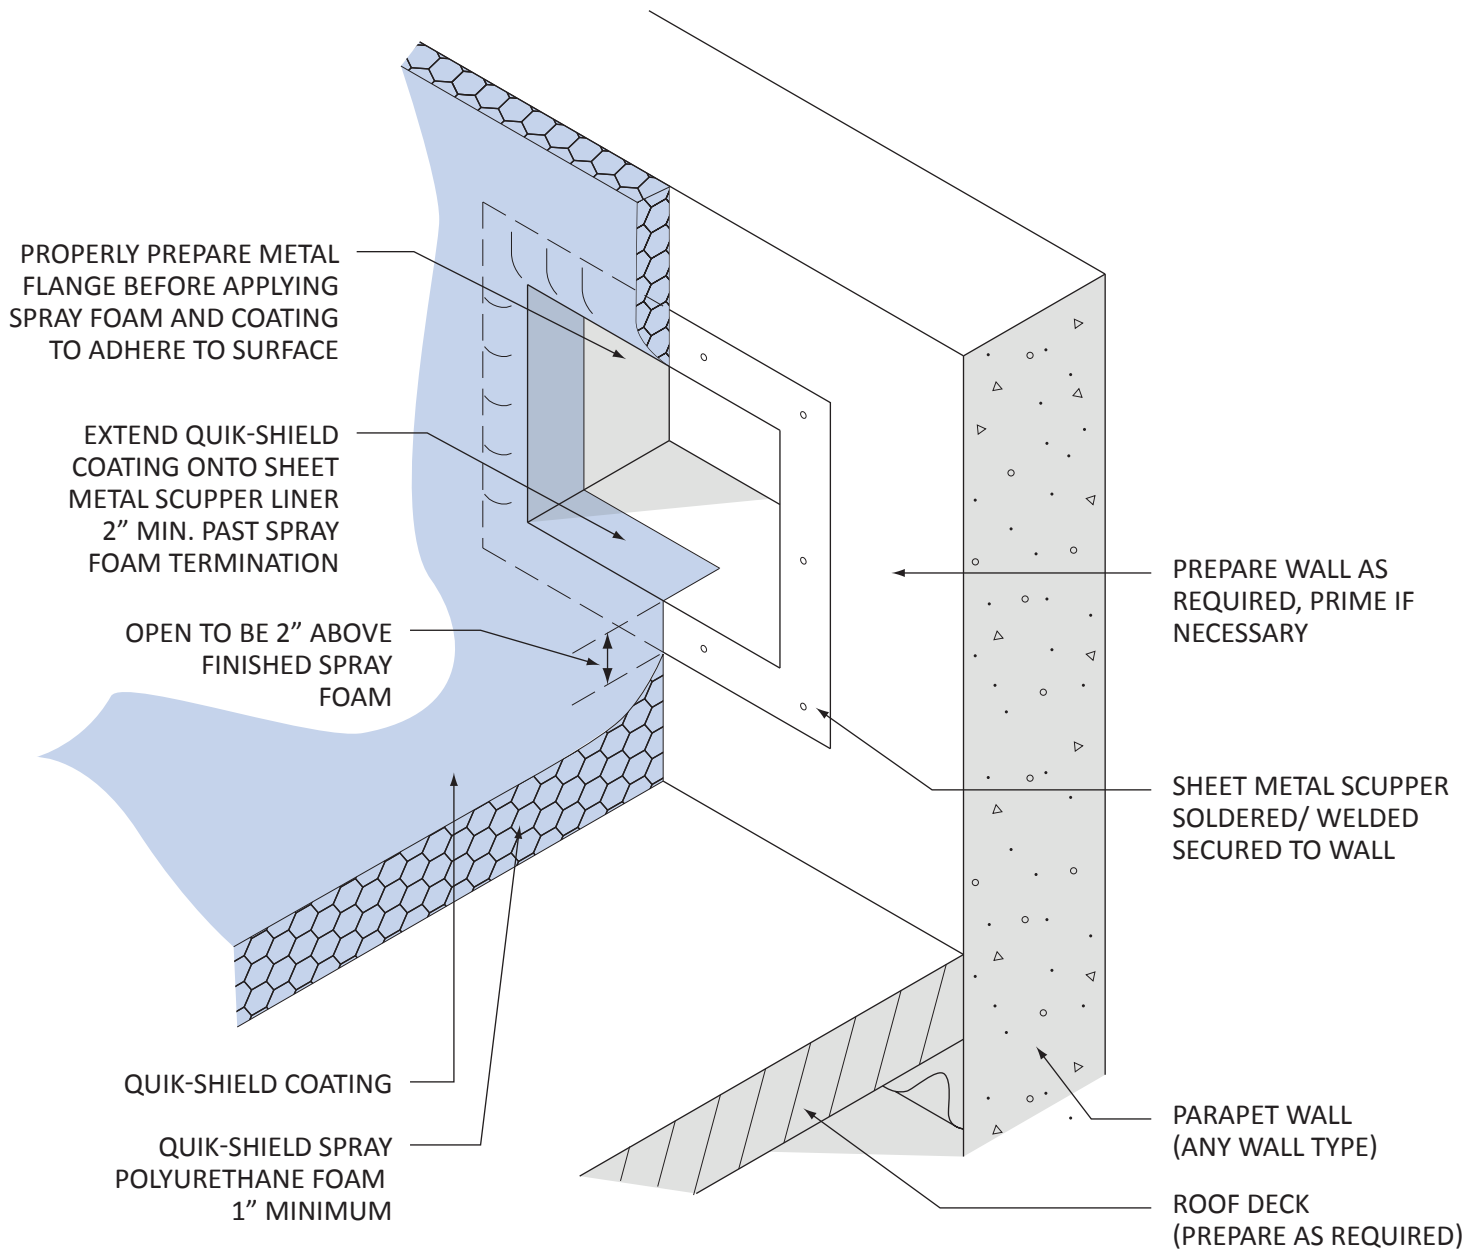 PROPERLY PREPARE METAL
FLANGE BEFORE APPLYING
SPRAY FOAM AND COATING
TO ADHERE TO SURFACE
EXTEND QUIK-SHIELD
COATING ONTO SHEET
METAL SCUPPER LINER
2” MIN. PAST SPRAY
FOAM TERMINATION
OPEN TO BE 2” ABOVE
FINISHED SPRAY
FOAM
QUIK-SHIELD COATING
QUIK-SHIELD SPRAY
POLYURETHANE FOAM
1” MINIMUM
PREPARE WALL AS
REQUIRED, PRIME IF
NECESSARY
SHEET METAL SCUPPER
SOLDERED/ WELDED
SECURED TO WALL
PARAPET WALL
(ANY WALL TYPE)
ROOF DECK
(PREPARE AS REQUIRED)